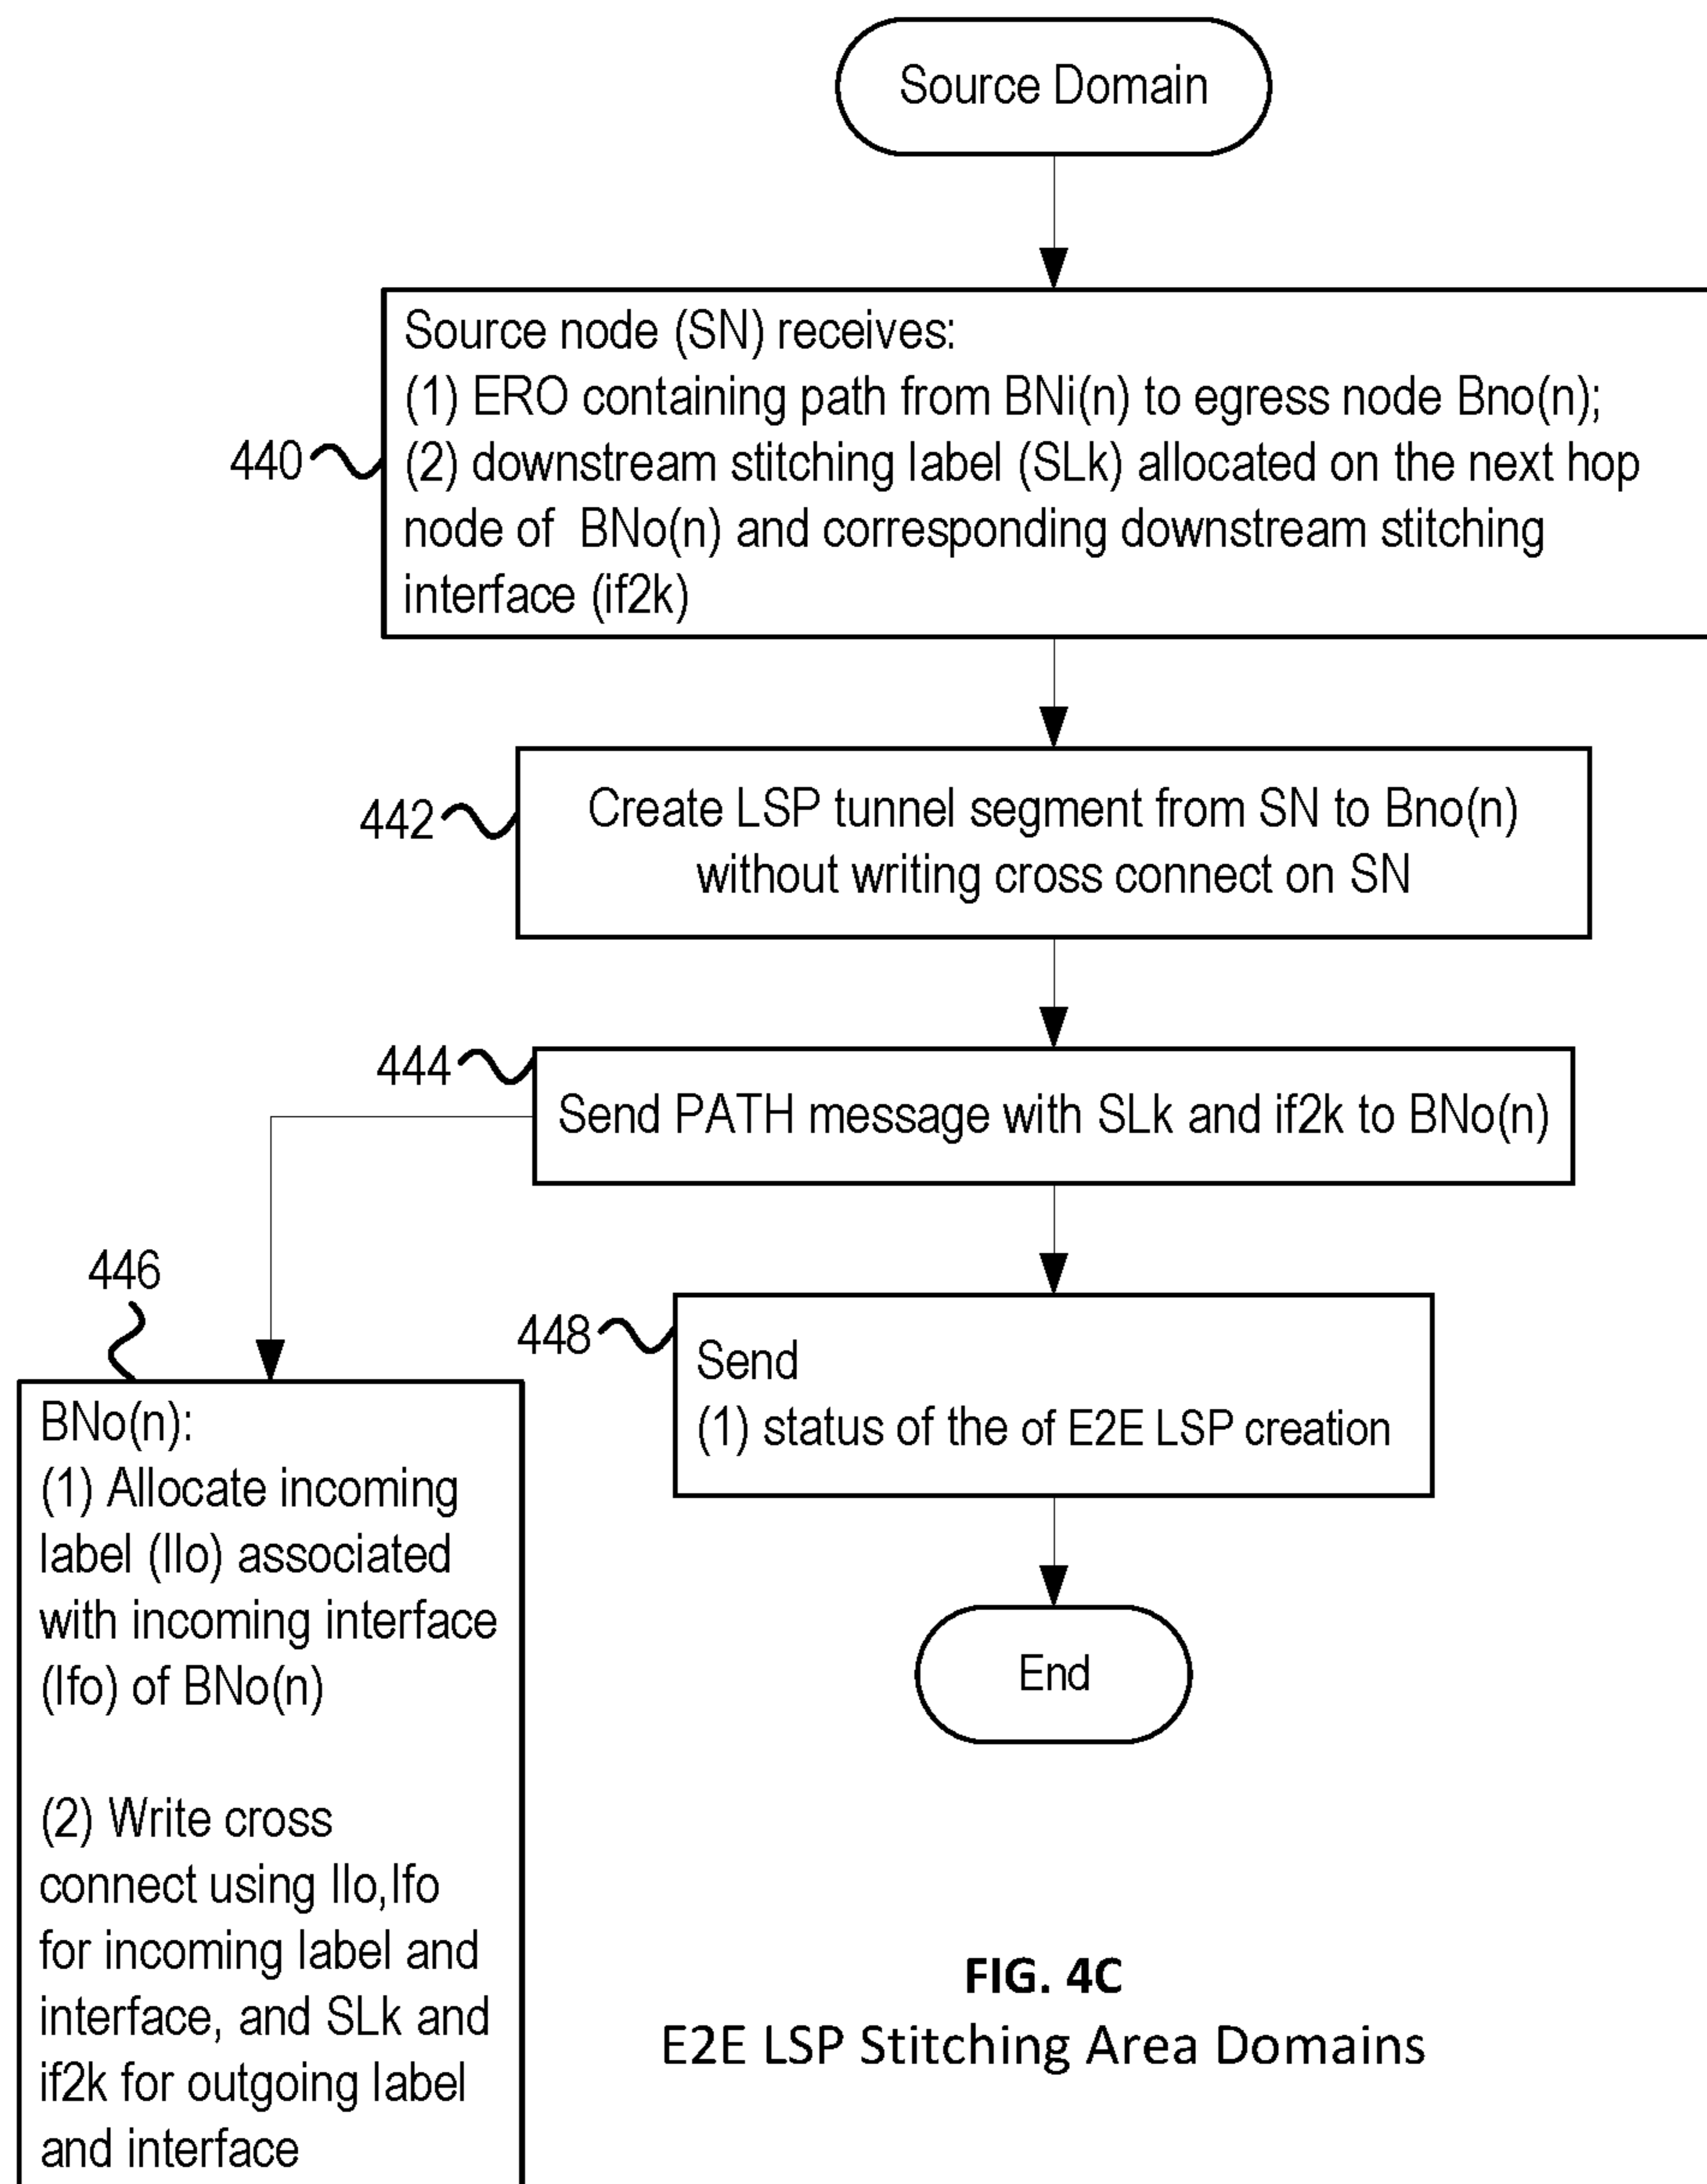 Source Domain
Source node (SN) receives:
(1) ERO containing path from BNi(n) to egress node Bno(n);
(2) downstream stitching label (SLk) allocated on the next hop
node of BNo(n) and corresponding downstream stitching
interface (if2k)
440
Create LSP tunnel segment from SN to Bno(n)
without writing cross connect on SN
442
444
Send PATH message with SLk and if2k to BNo(n)
446
448
Send
(1) status of the of E2E LSP creation
BNo(n):
(1) Allocate incoming
label (Ilo) associated
with incoming interface
(Ifo) of BNo(n)
(2) Write cross
connect using Ilo,Ifo
for incoming label and
interface, and SLk and
if2k for outgoing label
and interface
End
FIG. 4C
E2E LSP Stitching Area Domains